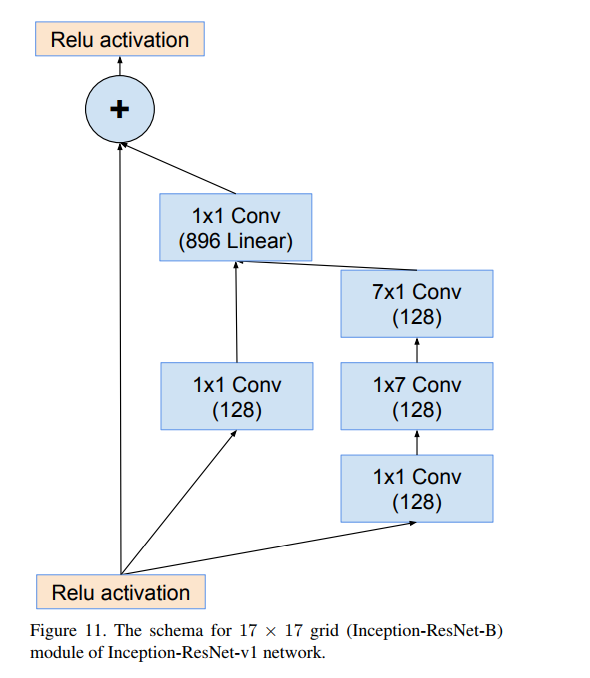 Relu activation
+
1x1 Conv
(896 Linear)
7x1 Conv
(128)
1x1 Conv
(128)
1x7 Conv
(128)
1x1 Conv
(128)
Relu activation
Figure 11. The schema for 17 × 17 grid (Inception-ResNet-B)
module of Inception-ResNet-v1 network.